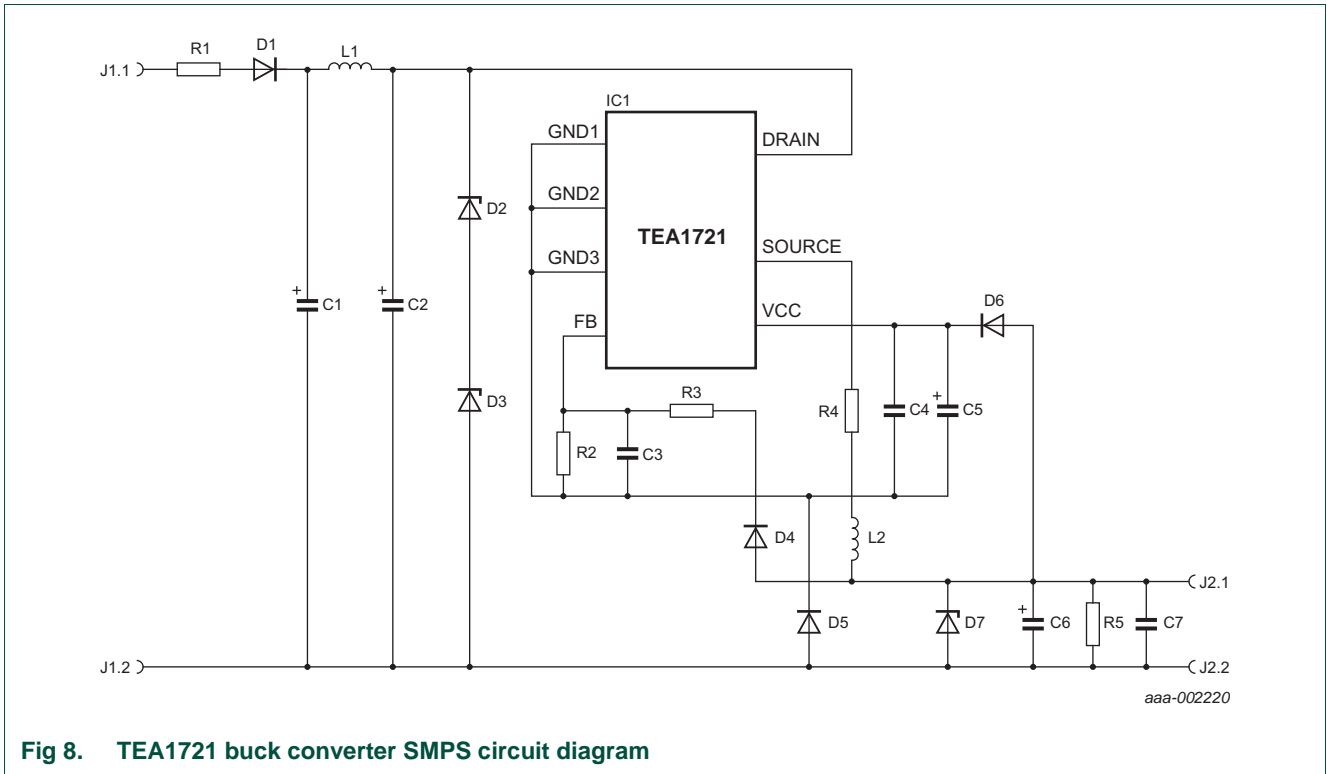 R1
D1
L1
J1.1
IC1
GND1
DRAIN
GND2
D2
TEA1721
SOURCE
GND3
C1
C2
VCC
D6
FB
D3
R3
R4
C4
C5
R2
C3
D4
L2
J2.1
D5
D7
C6
R5
C7
J1.2
J2.2
+
+
+
+
aaa-002220
Fig 8. TEA1721 buck converter SMPS circuit diagram